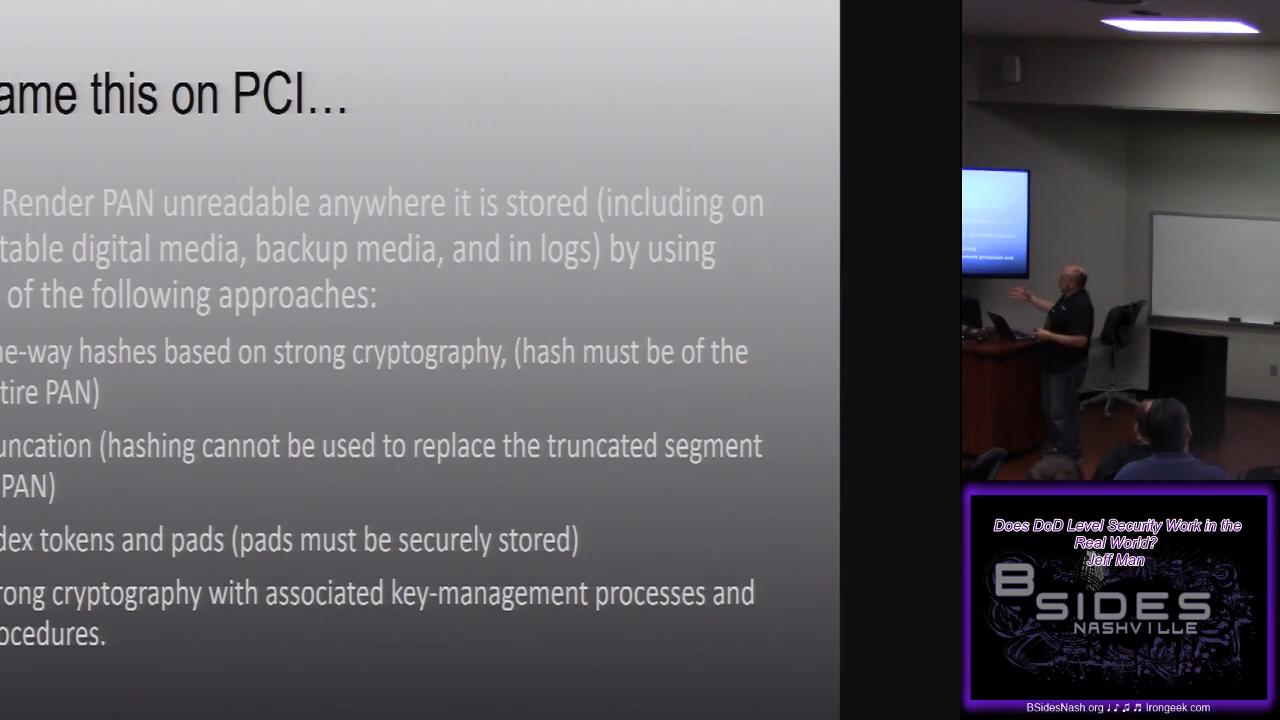 ame this on PCI...
Render PAN unreadable anywhere it is stored (including on
table digital media, backup media, and in logs) by using
of the following approaches:
ne-way hashes based on strong cryptography, (hash must be of the
tire PAN)
uncation (hashing cannot be used to replace the truncated segment
PAN)
dex tokens and pads (pads must be securely stored)
rong cryptography with associated key-management processes and
ocedures.
Does DoD Level Security Work in the
Real World?
Jeff Man
BSIDES
NASHVILLE
BSidesNash.org ♩♪♫♬ Irongeek.com